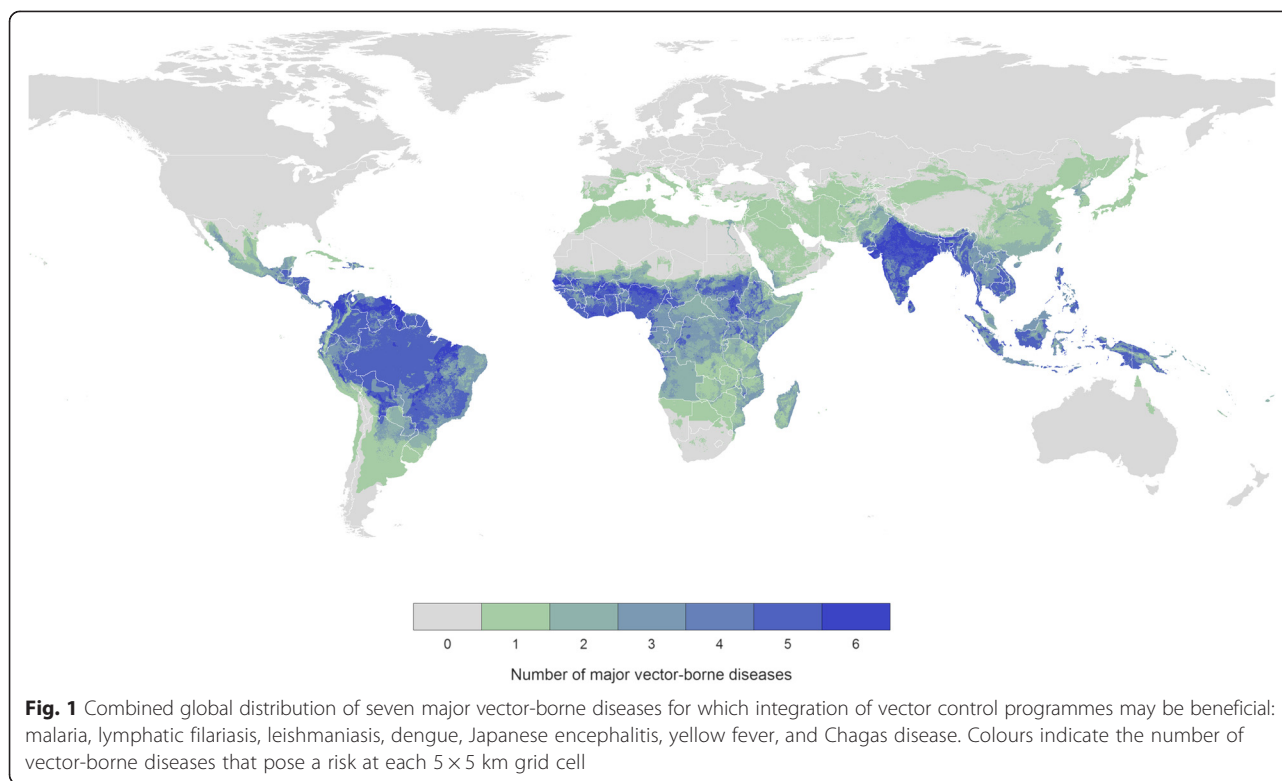 0 1 2 3 4 5 6
Number of major vector-borne diseases
Fig. 1 Combined global distribution of seven major vector-borne diseases for which integration of vector control programmes may be beneficial:
malaria, lymphatic filariasis, leishmaniasis, dengue, Japanese encephalitis, yellow fever, and Chagas disease. Colours indicate the number of
vector-borne diseases that pose a risk at each 5 × 5 km grid cell